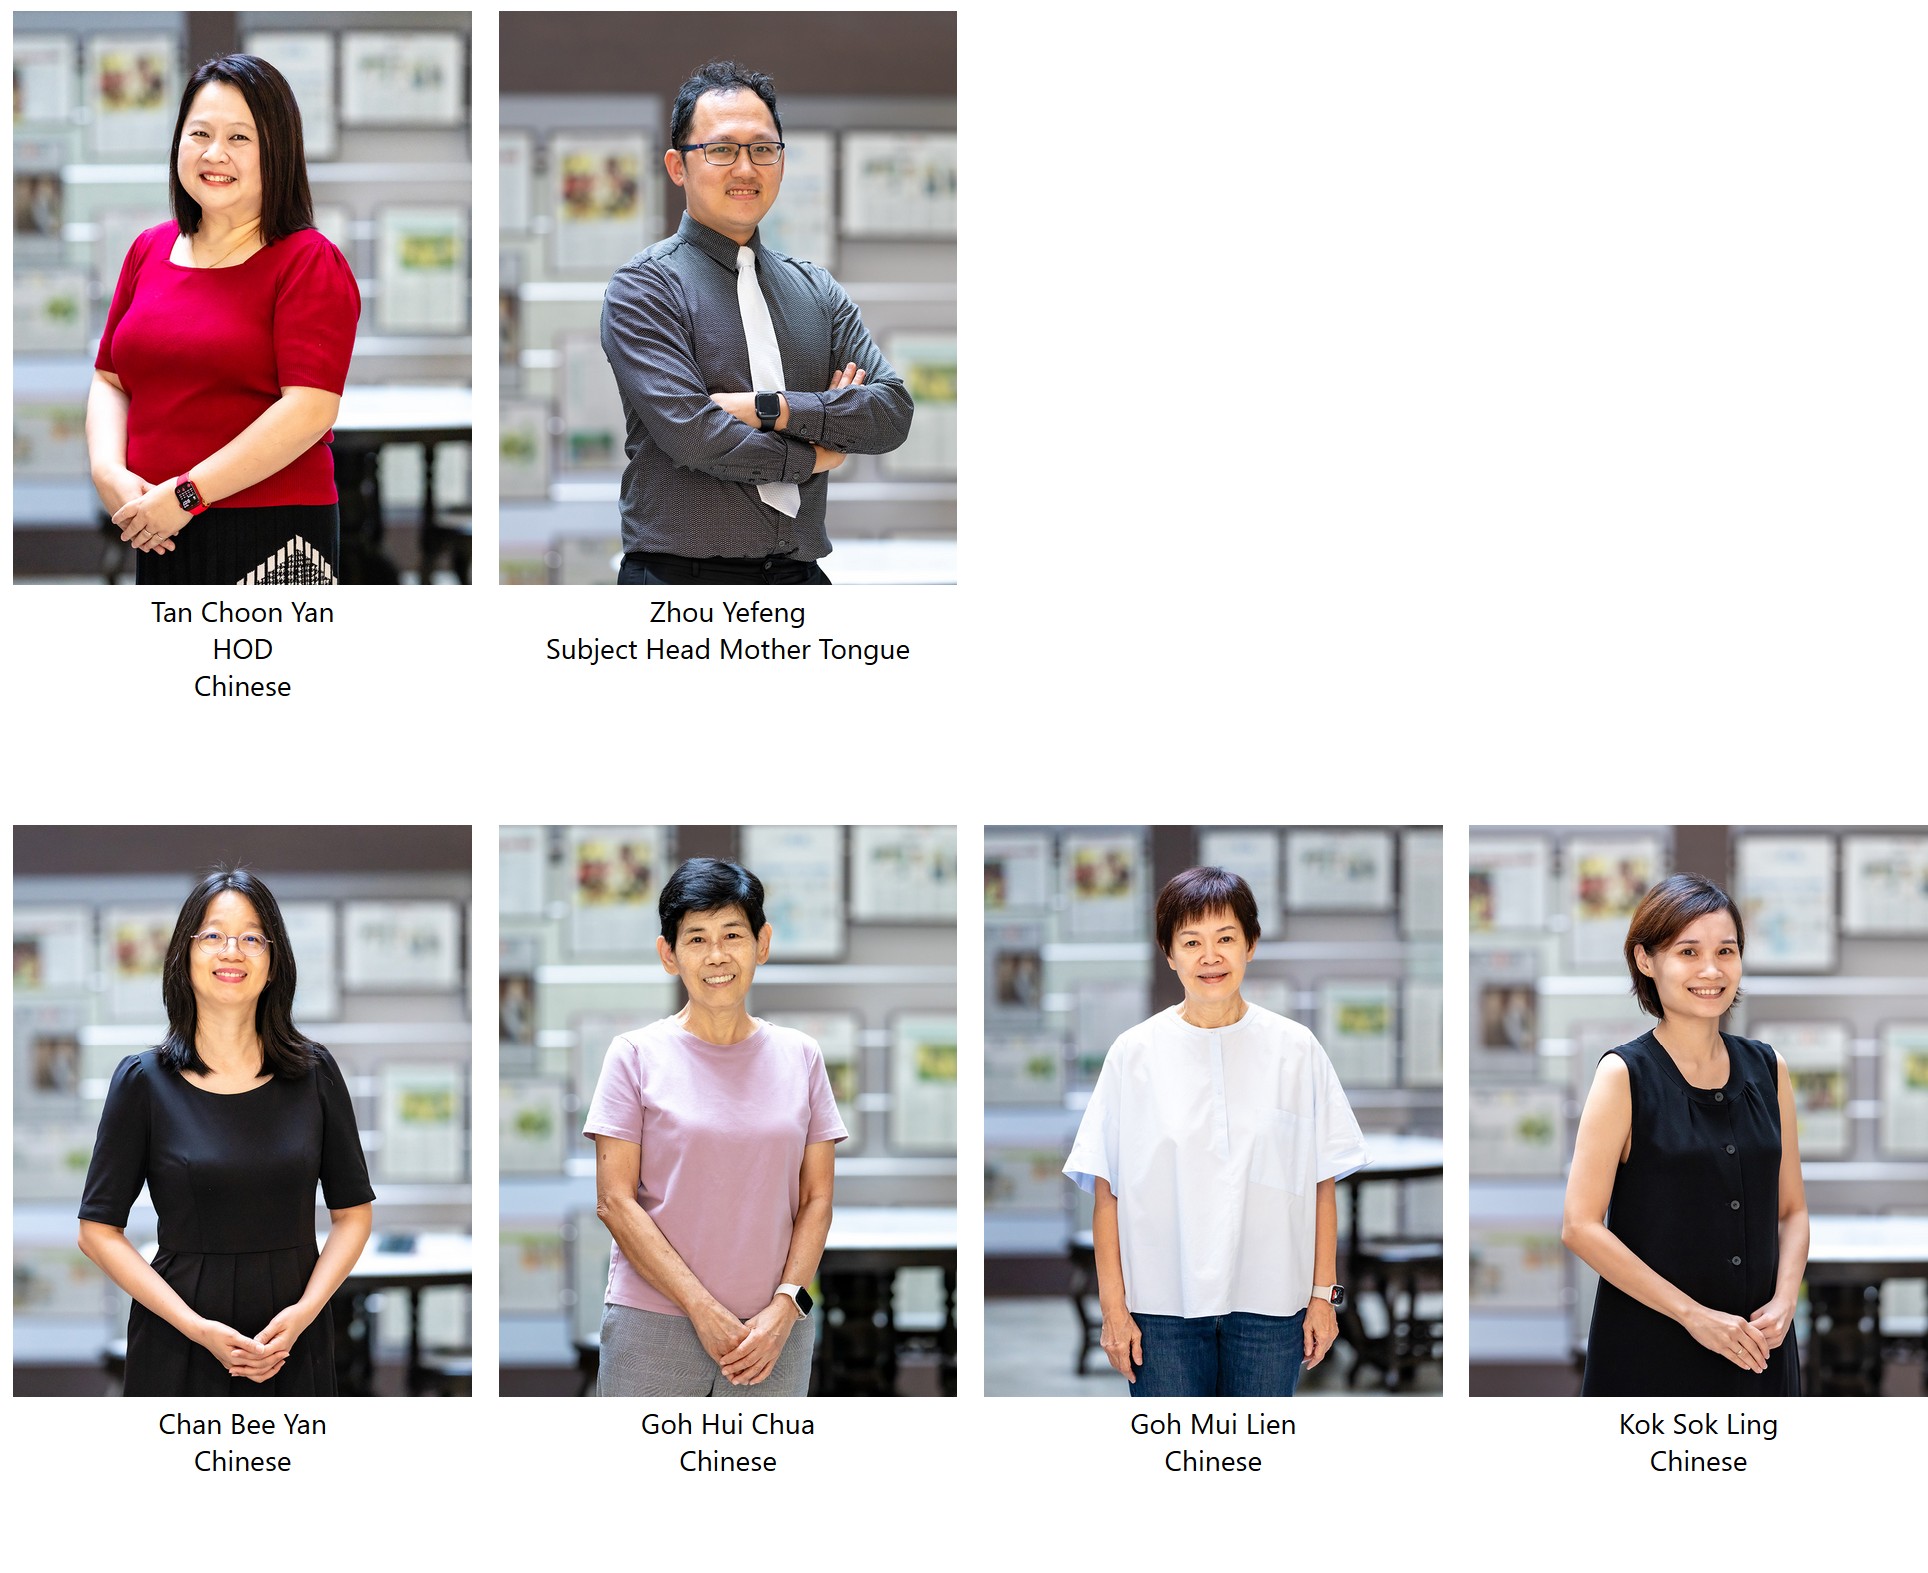 Tan Choon Yan
HOD
Chinese
Zhou Yefeng
Subject Head Mother Tongue
Chan Bee Yan
Chinese
Goh Hui Chua
Chinese
Goh Mui Lien
Chinese
Kok Sok Ling
Chinese